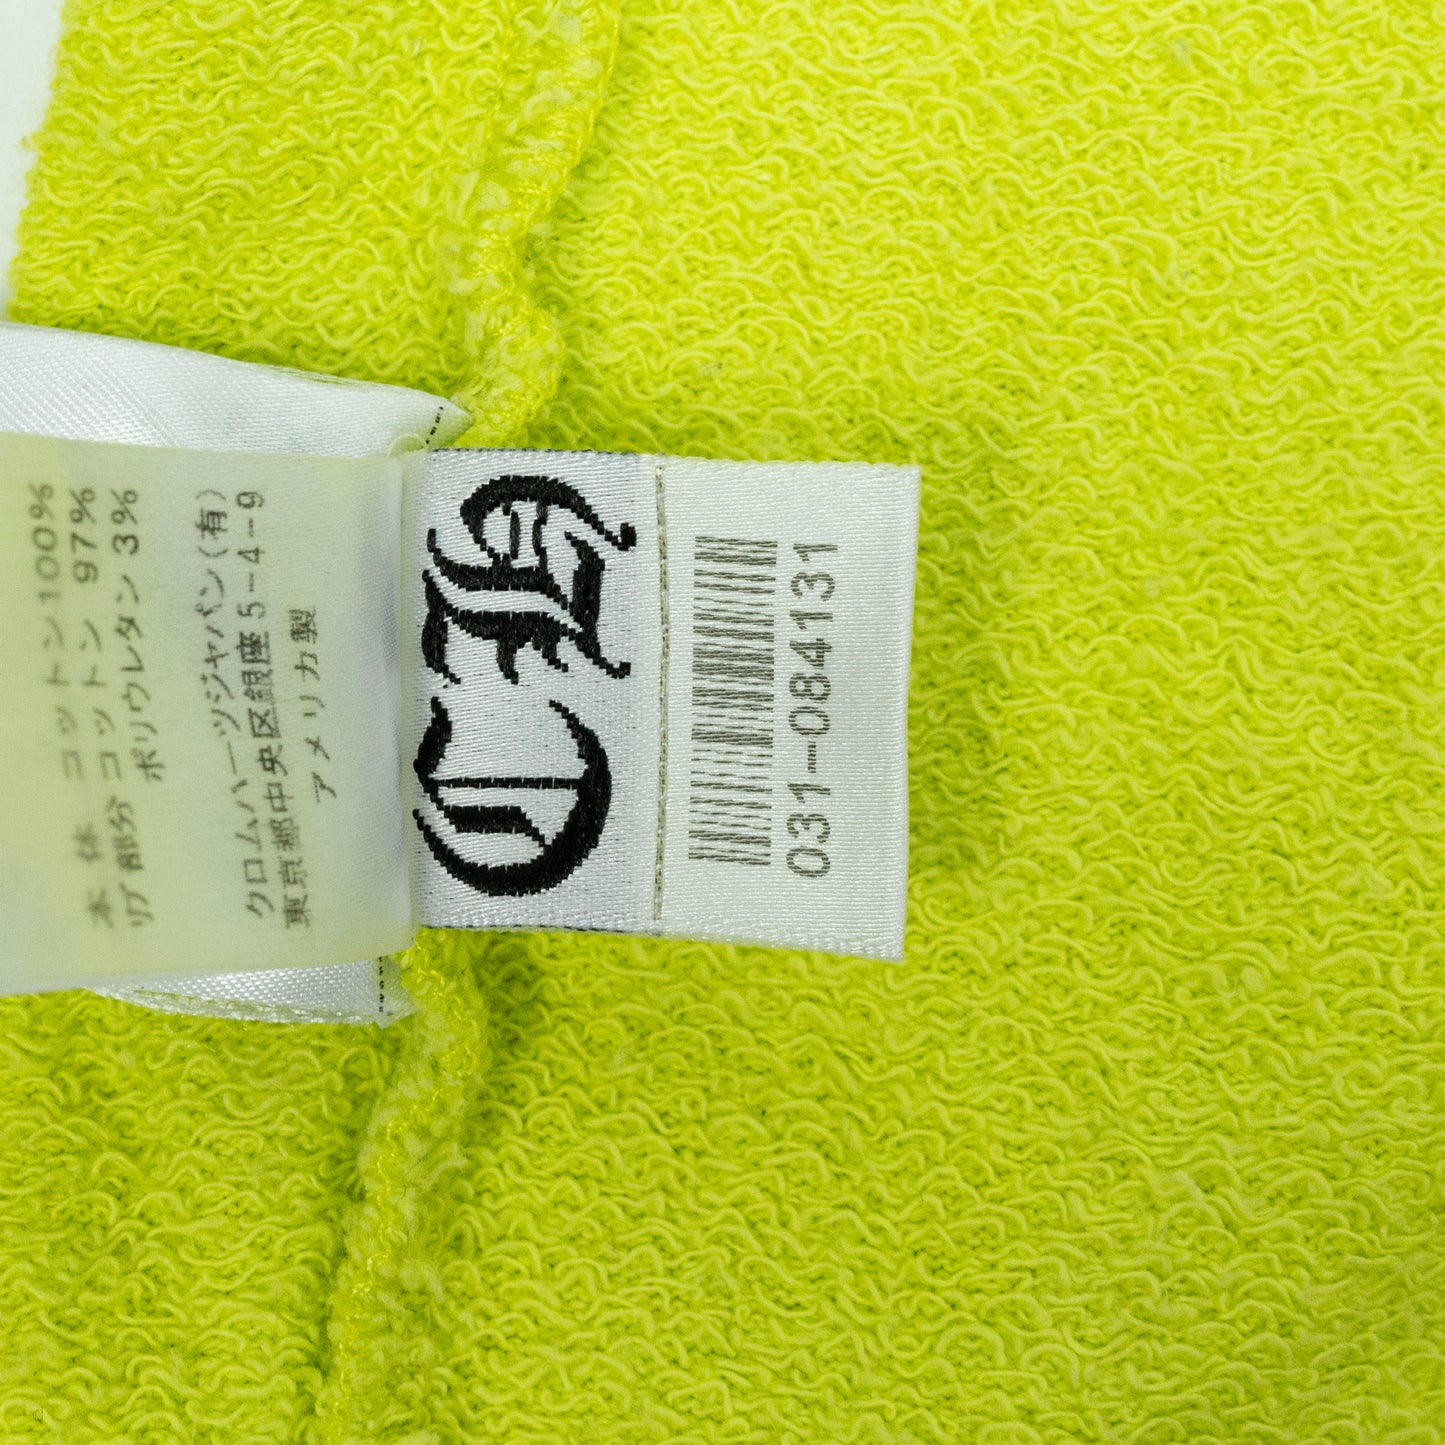 本 体 コットン100%
リブ部分 コットン 97%
ポリウレタン 3%
クロムハーツジャパン(有)
東京都中央区銀座5-4-9
アメリカ製
CH
031-084131